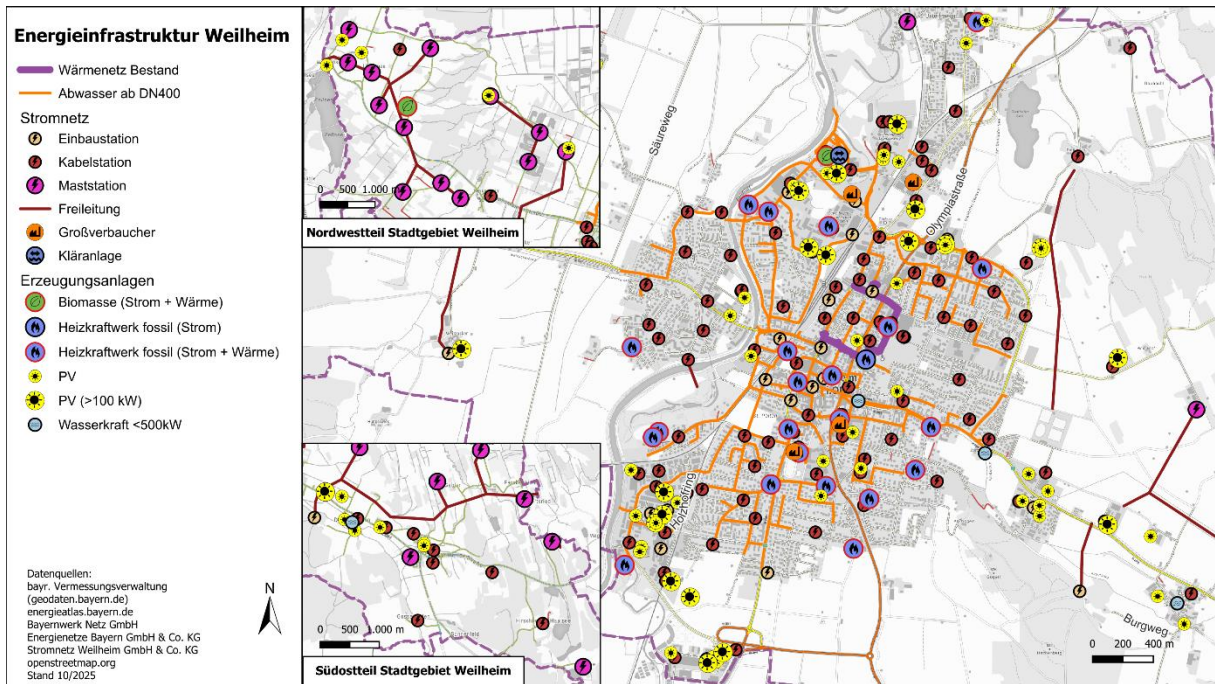 Energieinfrastruktur Weilheim
Wärmenetz Bestand
Abwasser ab DN400
Stromnetz
Einbaustation
Kabelstation
Maststation
Freileitung
Großverbaucher
Kläranlage
Erzeugungsanlagen
Biomasse (Strom + Wärme)
Heizkraftwerk fossil (Strom)
Heizkraftwerk fossil (Strom + Wärme)
PV
PV (>100 kW)
Wasserkraft <500kW
Datenquellen:
bayr. Vermessungsverwaltung
(geodaten.bayern.de)
energieatlas.bayern.de
Bayernwerk Netz GmbH
Energienetze Bayern GmbH & Co. KG
Stromnetz Weilheim GmbH & Co. KG
openstreetmap.org
Stand 10/2025
N
0 500 1.000 m
Nordwestteil Stadtgebiet Weilheim
0 500 1.000 m
Südostteil Stadtgebiet Weilheim
Säureweg
Olympiastraße
Holzhofring
Burgweg
0 200 400 m